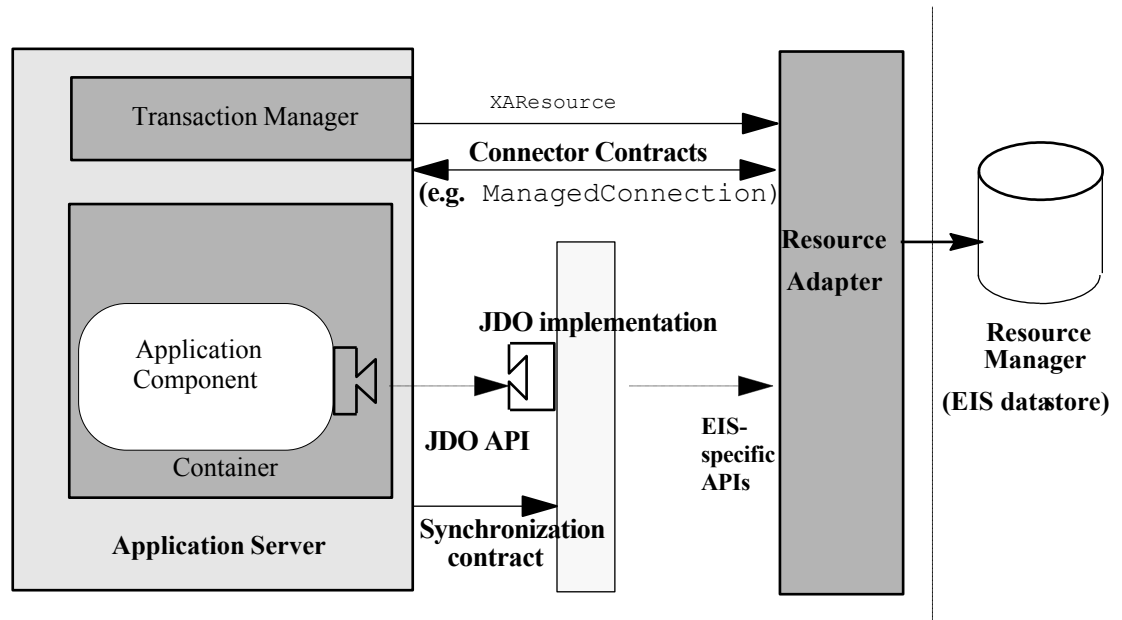 Transaction Manager
XAResource
Connector Contracts
(e.g. ManagedConnection)
Resource
Adapter
JDO implementation
Application
Component
Container
JDO API
EIS-
specific
APIs
Synchronization
contract
Application Server
Resource
Manager
(EIS datastore)